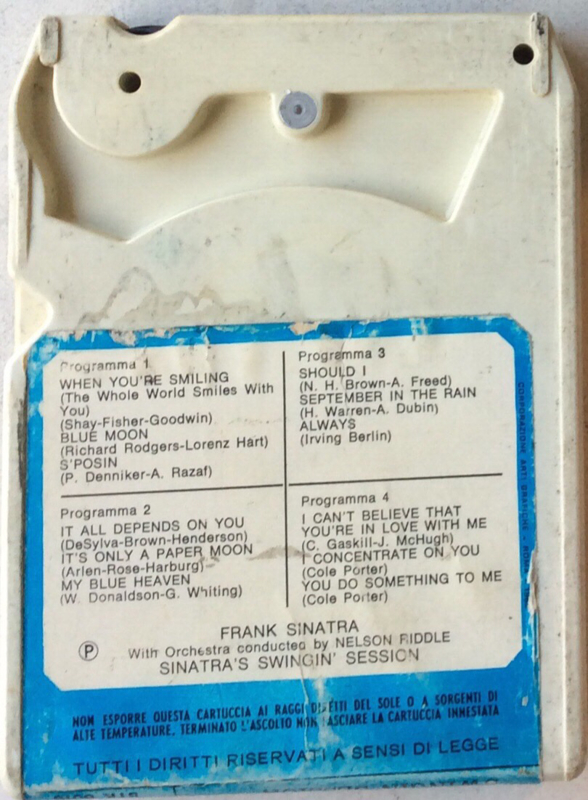 Programma 1
WHEN YOU'RE SMILING
(The Whole World Smiles With
You)
(Shay-Fisher-Goodwin)
BLUE MOON
(Richard Rodgers-Lorenz Hart)
S'POSIN
(P. Denniker-A. Razaf)
Programma 2
IT ALL DEPENDS ON YOU
(DeSylva-Brown-Henderson)
IT'S ONLY A PAPER MOON
(Arlen-Rose-Harburg)
MY BLUE HEAVEN
(W. Donaldson-G. Whiting)
Programma 3
SHOULD I
(N. H. Brown-A. Freed)
SEPTEMBER IN THE RAIN
(H. Warren-A. Dubin)
ALWAYS
(Irving Berlin)
Programma 4
I CAN'T BELIEVE THAT
YOU'RE IN LOVE WITH ME
(C. Gaskill-J. McHugh)
I CONCENTRATE ON YOU
(Cole Porter)
YOU DO SOMETHING TO ME
(Cole Porter)
CORPORAZIONE ARTI GRAFICHE - ROMA
Ⓟ
FRANK SINATRA
With Orchestra conducted by NELSON RIDDLE
SINATRA'S SWINGIN' SESSION
NON ESPORRE QUESTA CARTUCCIA AI RAGGI DIRETTI DEL SOLE O A SORGENTI DI
ALTE TEMPERATURE. TERMINATO L'ASCOLTO NON LASCIARE LA CARTUCCIA INNESTATA
TUTTI I DIRITTI RISERVATI A SENSI DI LEGGE